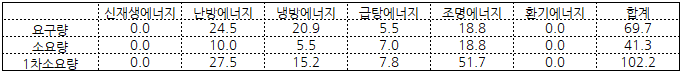 신재생에너지 난방에너지 냉방에너지 급탕에너지 조명에너지 환기에너지 합계
요구량 0.0 24.5 20.9 5.5 18.8 0.0 69.7
소요량 0.0 10.0 5.5 7.0 18.8 0.0 41.3
1차소요량 0.0 27.5 15.2 7.8 51.7 0.0 102.2